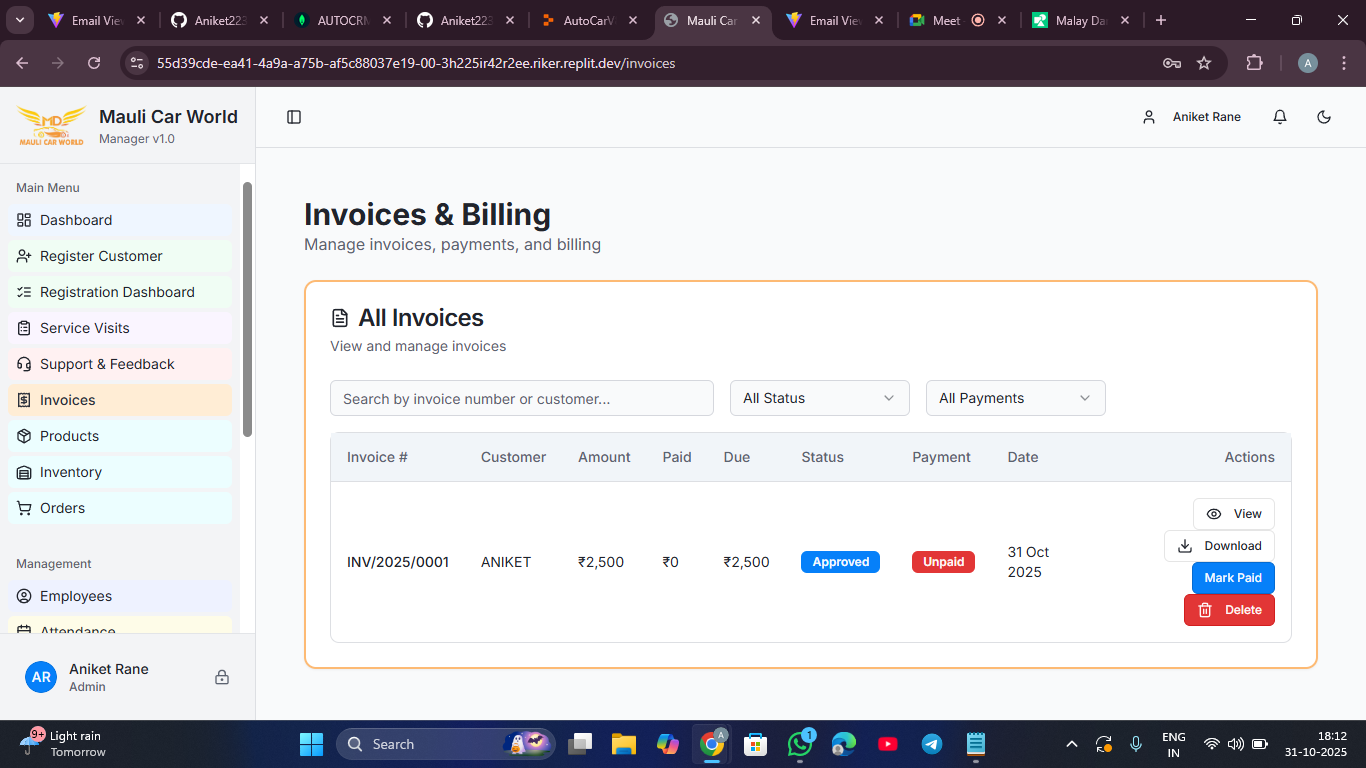 Email View
Aniket223
AUTOCRM
Aniket223
AutoCarV
Mauli Car
Email View
Meet
Malay Da
55d39cde-ea41-4a9a-a75b-af5c88037e19-00-3h225ir42r2ee.riker.replit.dev/invoices
A
MD
MAULI CAR WORLD
Mauli Car World
Manager v1.0
Aniket Rane
Main Menu
Dashboard
Register Customer
Registration Dashboard
Service Visits
Support & Feedback
Invoices
Products
Inventory
Orders
Management
Employees
Attendance
AR
Aniket Rane
Admin
Invoices & Billing
Manage invoices, payments, and billing
All Invoices
View and manage invoices
Search by invoice number or customer...
All Status
All Payments
Invoice # Customer Amount Paid Due Status Payment Date Actions
INV/2025/0001 ANIKET ₹2,500 ₹0 ₹2,500 Approved Unpaid 31 Oct
2025
View
Download
Mark Paid
Delete
9+
Light rain
Tomorrow
Search
A
1
ENG
IN
18:12
31-10-2025